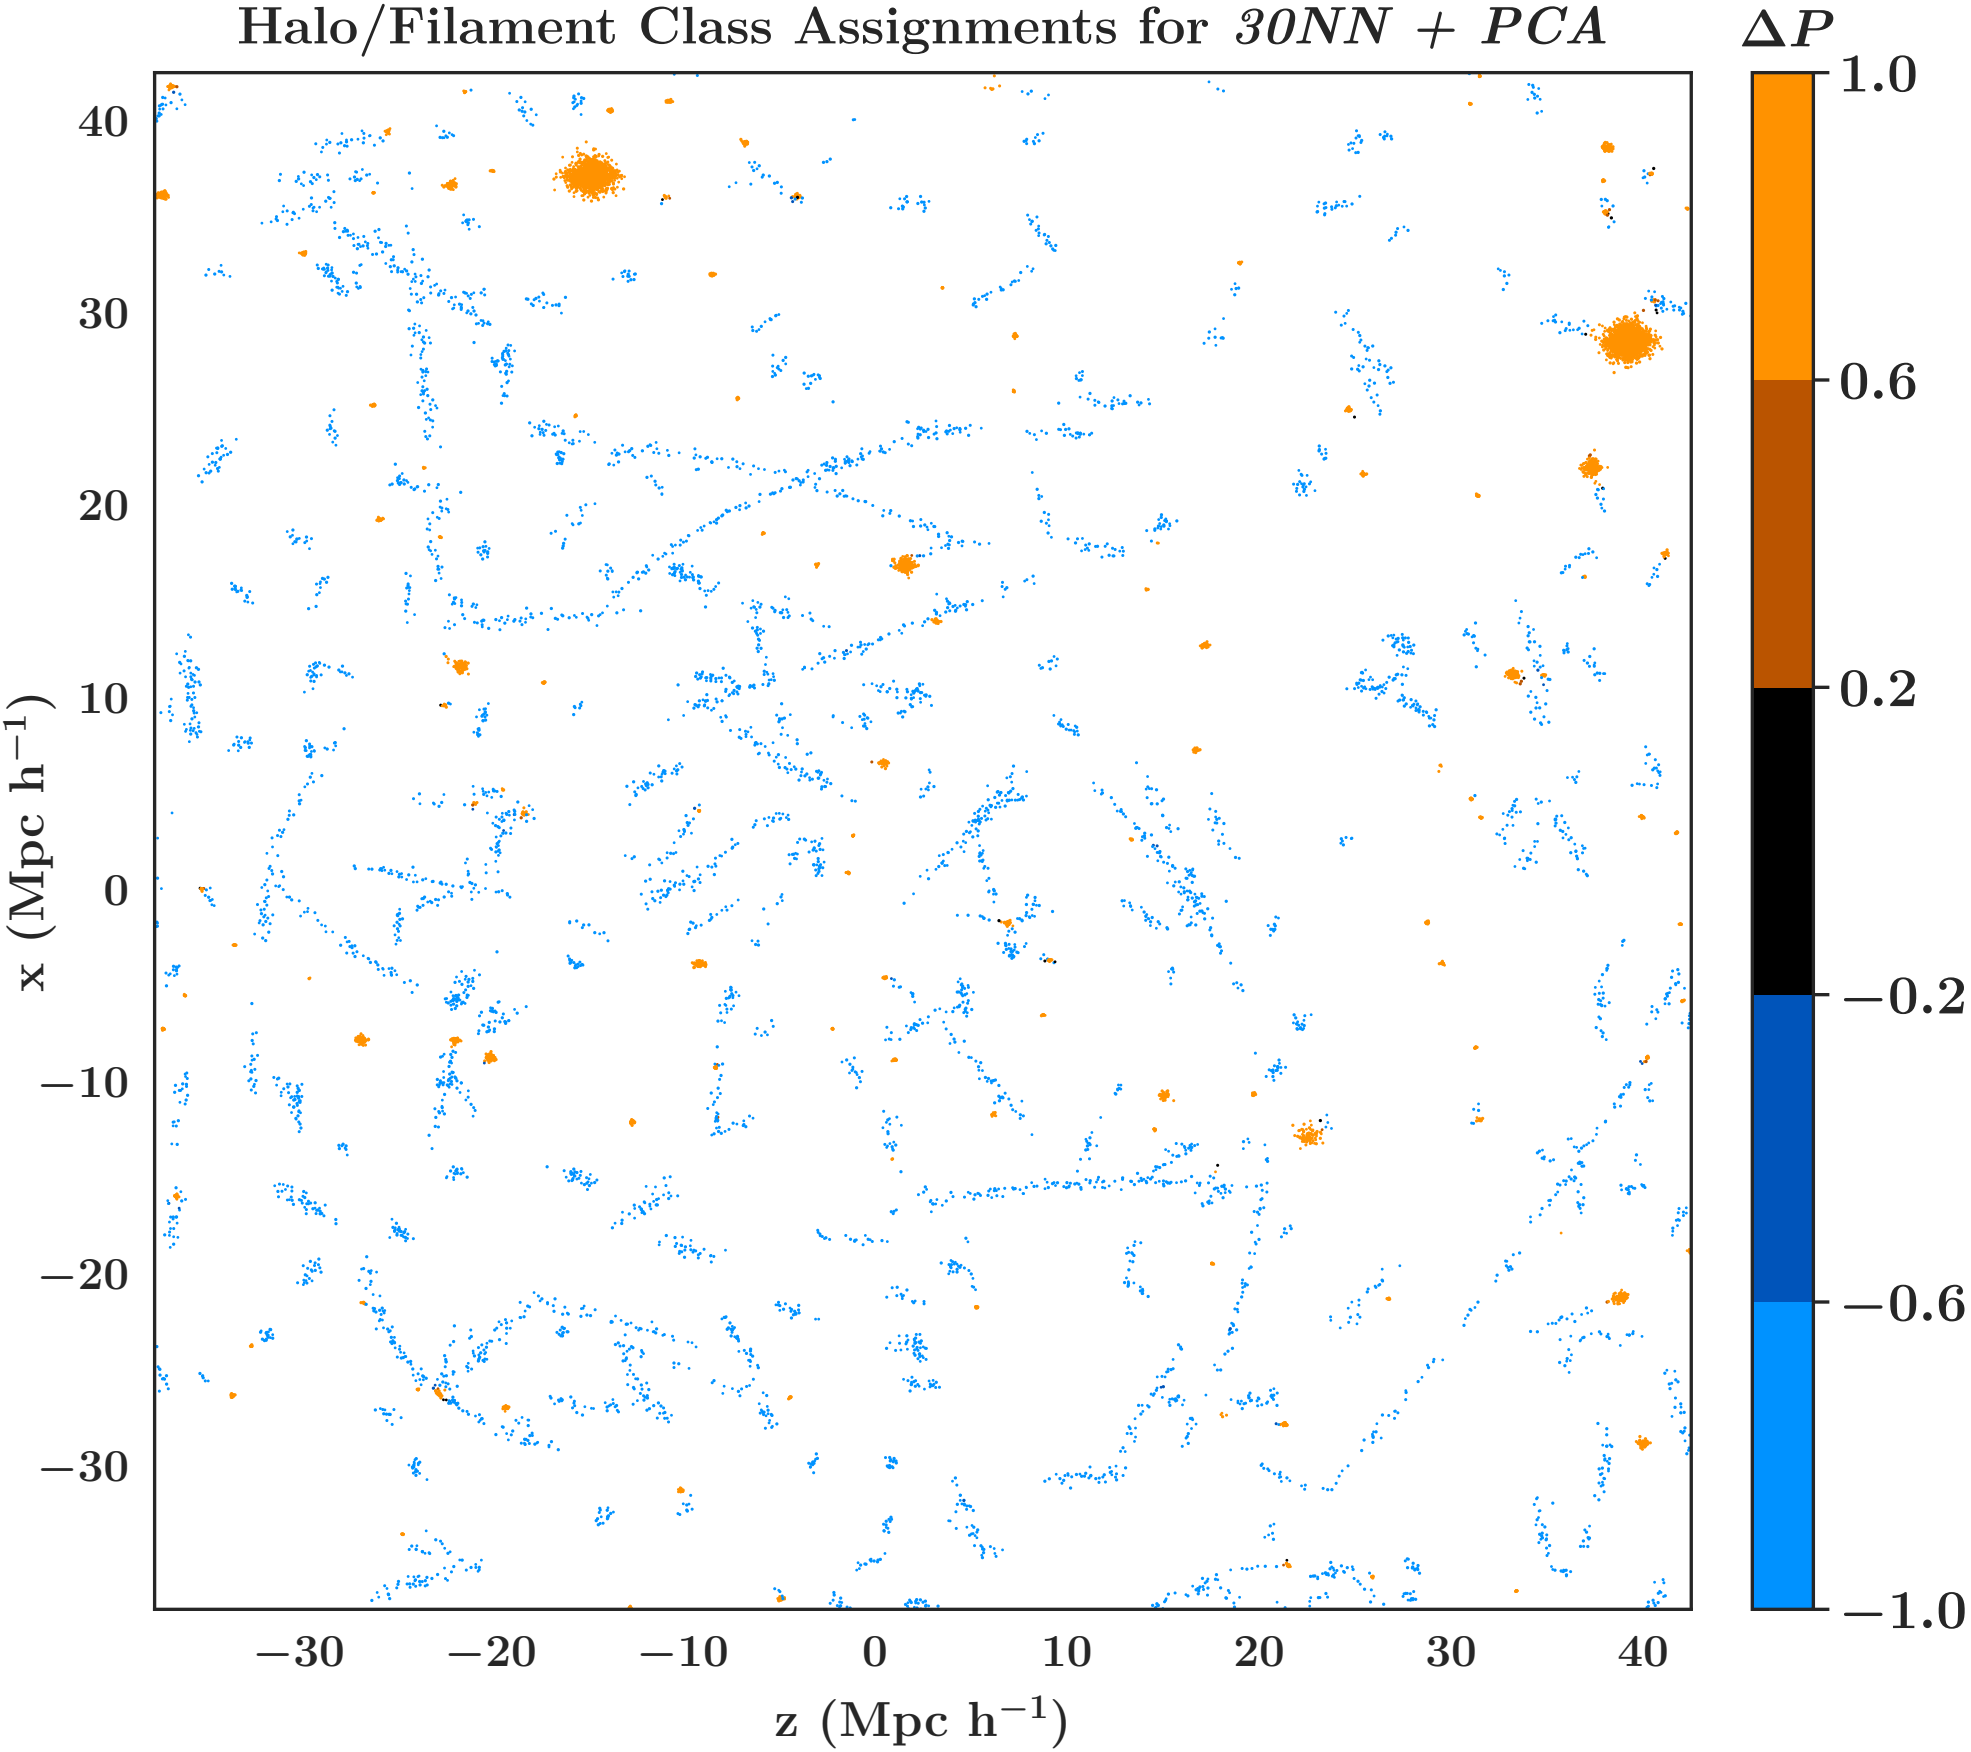 Halo/Filament Class Assignments for 30NN + PCA
ΔP
1.0
0.6
0.2
−0.2
−0.6
−1.0
x (Mpc h⁻¹)
40
30
20
10
0
−10
−20
−30
−30 −20 −10 0 10 20 30 40
z (Mpc h⁻¹)